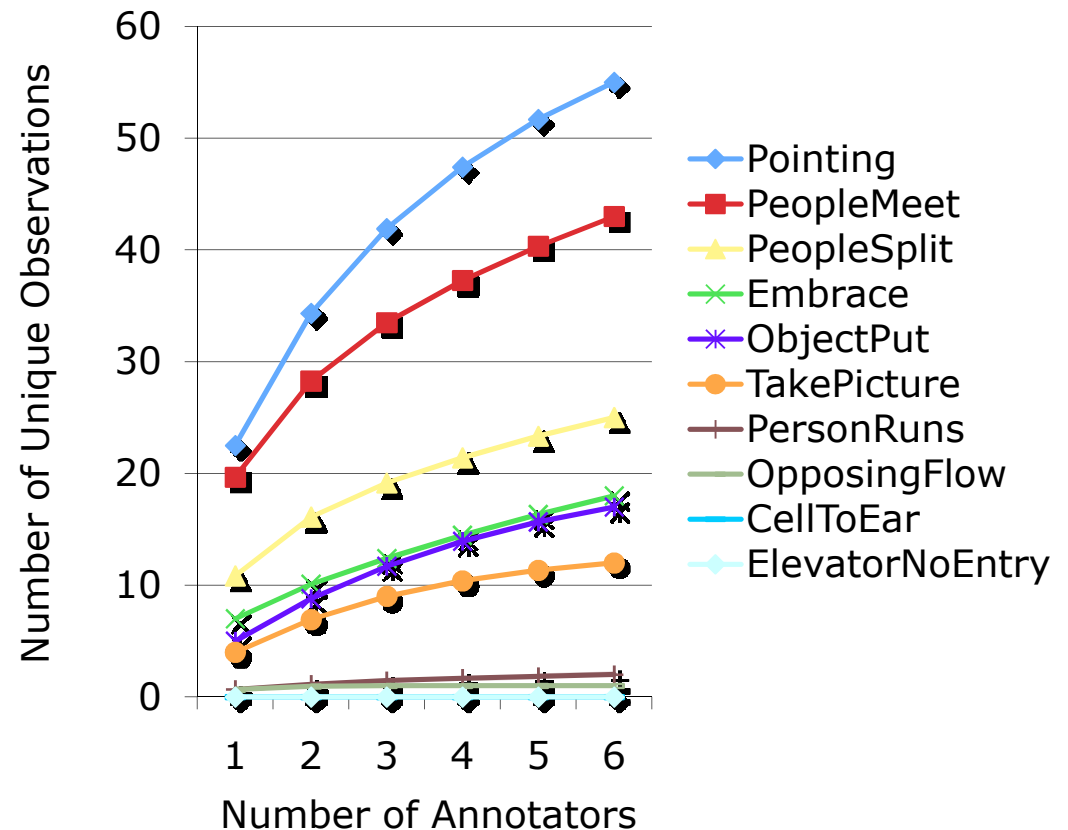 Number of Unique Observations
60
50
40
30
20
10
0
1 2 3 4 5 6
Number of Annotators
Pointing
PeopleMeet
PeopleSplit
Embrace
ObjectPut
TakePicture
PersonRuns
OpposingFlow
CellToEar
ElevatorNoEntry